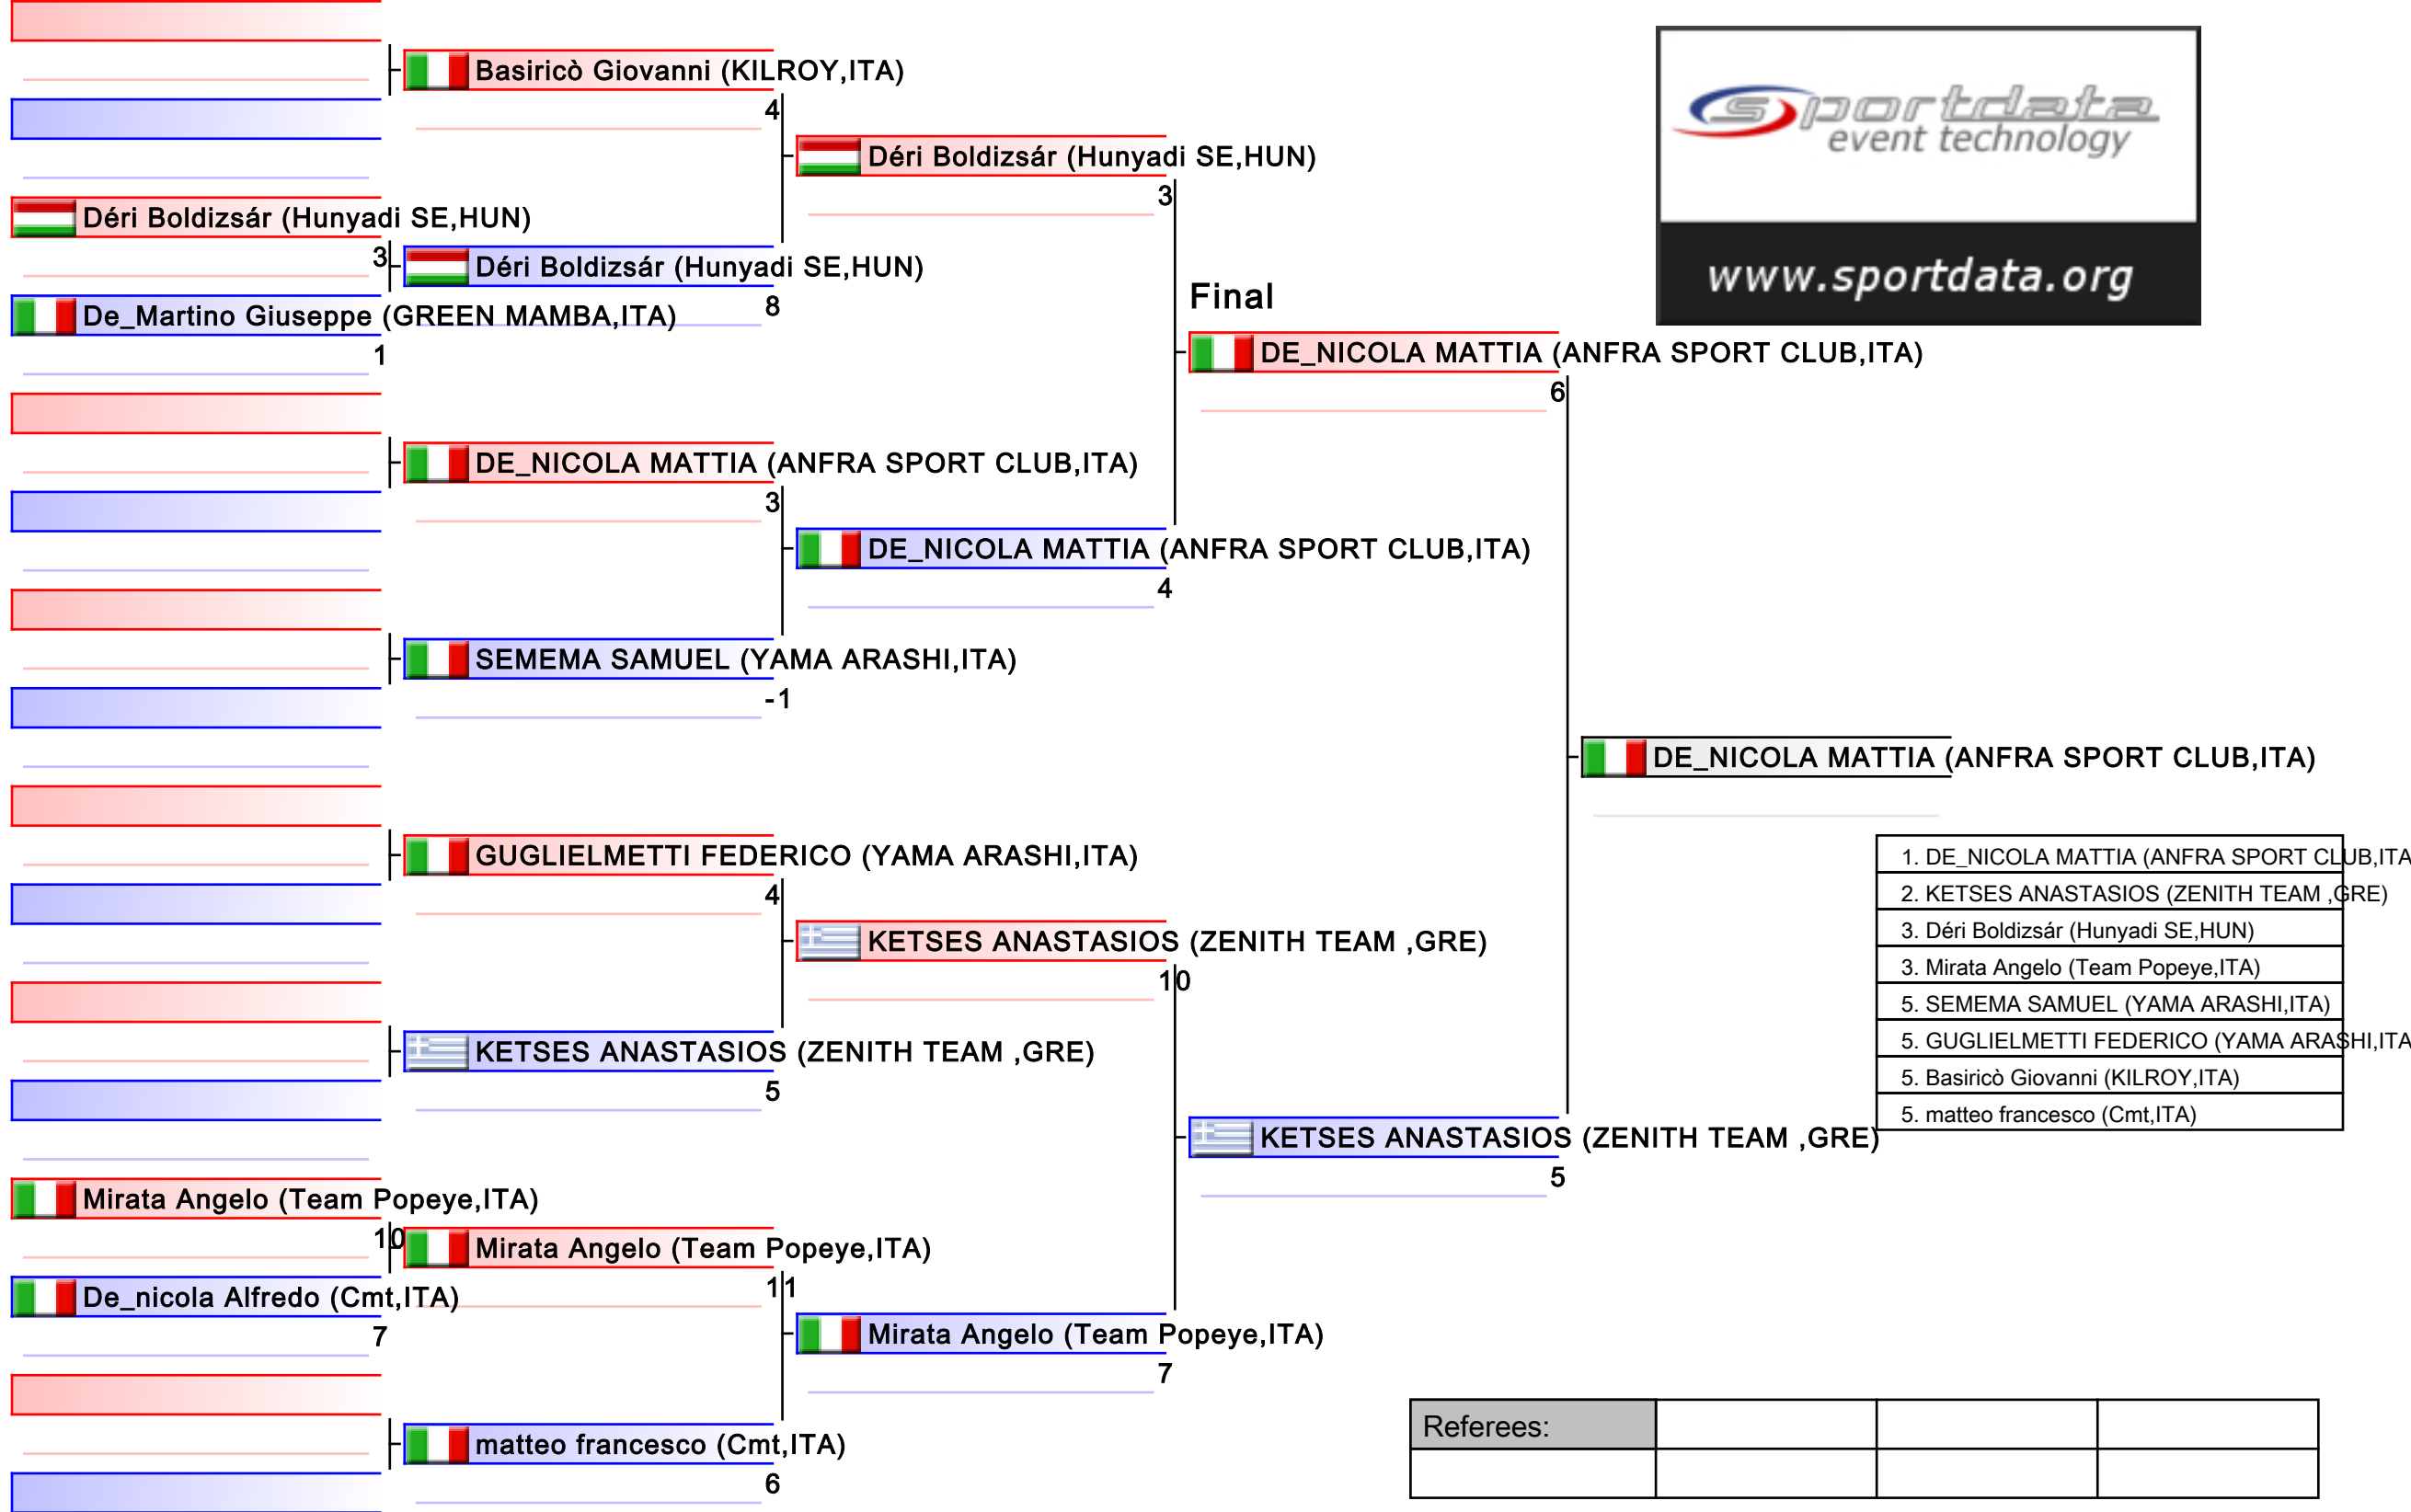 Basiricò Giovanni (KILROY,ITA)
4
Déri Boldizsár (Hunyadi SE,HUN)
3
Déri Boldizsár (Hunyadi SE,HUN)
3
Déri Boldizsár (Hunyadi SE,HUN)
8
De_Martino Giuseppe (GREEN MAMBA,ITA)
1
sportdata
event technology
www.sportdata.org
Final
DE_NICOLA MATTIA (ANFRA SPORT CLUB,ITA)
6
DE_NICOLA MATTIA (ANFRA SPORT CLUB,ITA)
3
DE_NICOLA MATTIA (ANFRA SPORT CLUB,ITA)
4
SEMEMA SAMUEL (YAMA ARASHI,ITA)
-1
DE_NICOLA MATTIA (ANFRA SPORT CLUB,ITA)
GUGLIELMETTI FEDERICO (YAMA ARASHI,ITA)
4
KETSES ANASTASIOS (ZENITH TEAM ,GRE)
10
KETSES ANASTASIOS (ZENITH TEAM ,GRE)
5
KETSES ANASTASIOS (ZENITH TEAM ,GRE)
5
Mirata Angelo (Team Popeye,ITA)
10
Mirata Angelo (Team Popeye,ITA)
11
De_nicola Alfredo (Cmt,ITA)
7
Mirata Angelo (Team Popeye,ITA)
7
matteo francesco (Cmt,ITA)
6
1. DE_NICOLA MATTIA (ANFRA SPORT CLUB,ITA
2. KETSES ANASTASIOS (ZENITH TEAM ,GRE)
3. Déri Boldizsár (Hunyadi SE,HUN)
3. Mirata Angelo (Team Popeye,ITA)
5. SEMEMA SAMUEL (YAMA ARASHI,ITA)
5. GUGLIELMETTI FEDERICO (YAMA ARASHI,ITA
5. Basiricò Giovanni (KILROY,ITA)
5. matteo francesco (Cmt,ITA)
Referees: